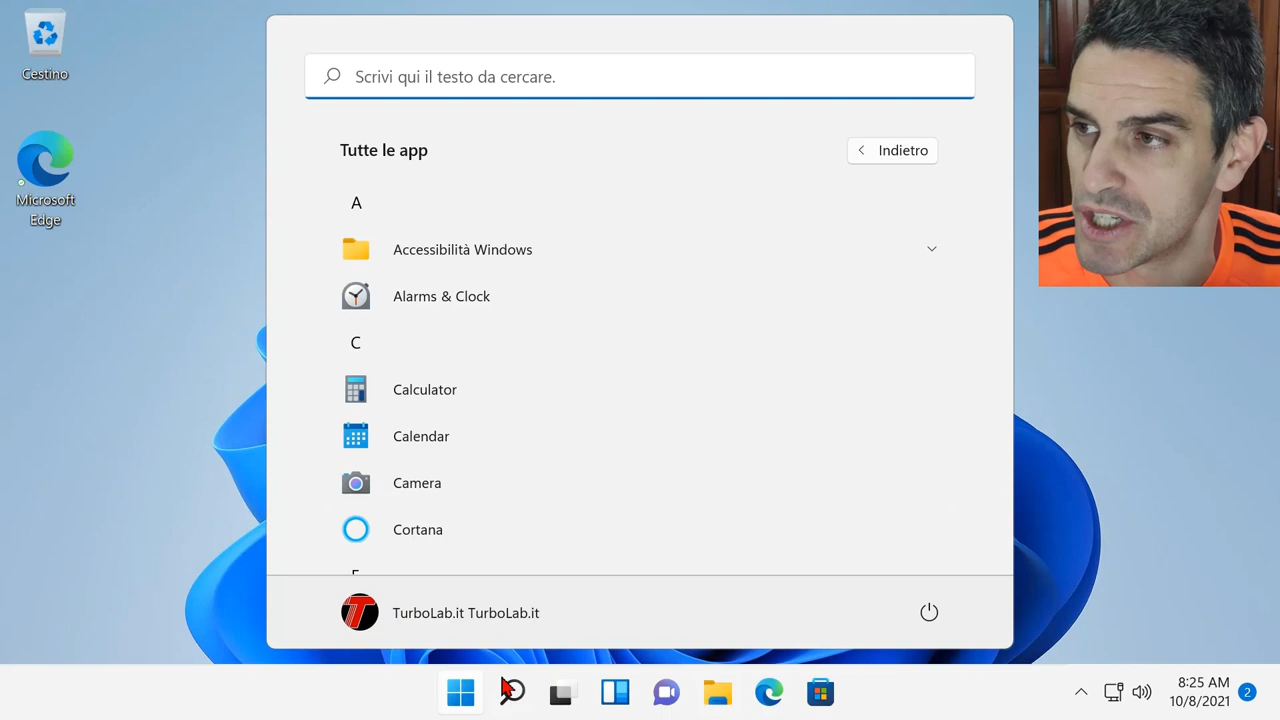 Cestino
Microsoft
Edge
Scrivi qui il testo da cercare.
Tutte le app
Indietro
A
Accessibilità Windows
Alarms & Clock
C
Calculator
Calendar
Camera
Cortana
TurboLab.it TurboLab.it
8:25 AM
10/8/2021
2